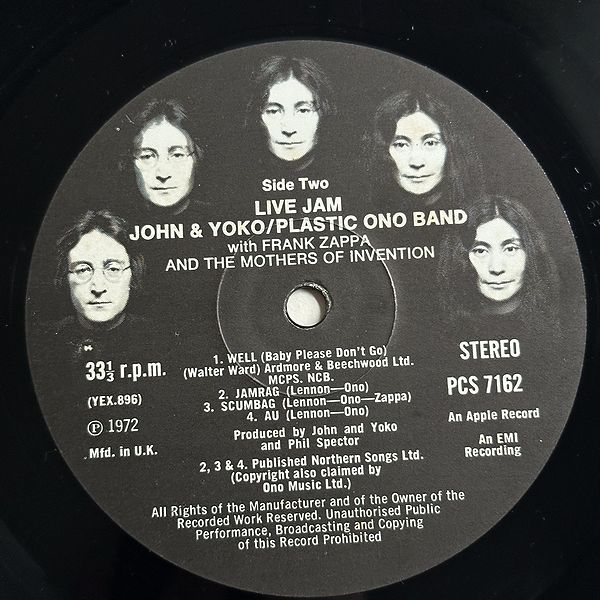 Side Two
LIVE JAM
JOHN & YOKO/PLASTIC ONO BAND
with FRANK ZAPPA
AND THE MOTHERS OF INVENTION
33⅓ r.p.m.
(YEX.896)
Ⓟ 1972
Mfd. in U.K.
1. WELL (Baby Please Don't Go)
(Walter Ward) Ardmore & Beechwood Ltd.
MCPS. NCB.
2. JAMRAG (Lennon—Ono)
3. SCUMBAG (Lennon—Ono—Zappa)
4. AU (Lennon—Ono)
Produced by John and Yoko
and Phil Spector
2, 3 & 4. Published Northern Songs Ltd.
(Copyright also claimed by
Ono Music Ltd.)
STEREO
PCS 7162
An Apple Record
An EMI
Recording
All Rights of the Manufacturer and of the Owner of the
Recorded Work Reserved. Unauthorised Public
Performance, Broadcasting and Copying
of this Record Prohibited